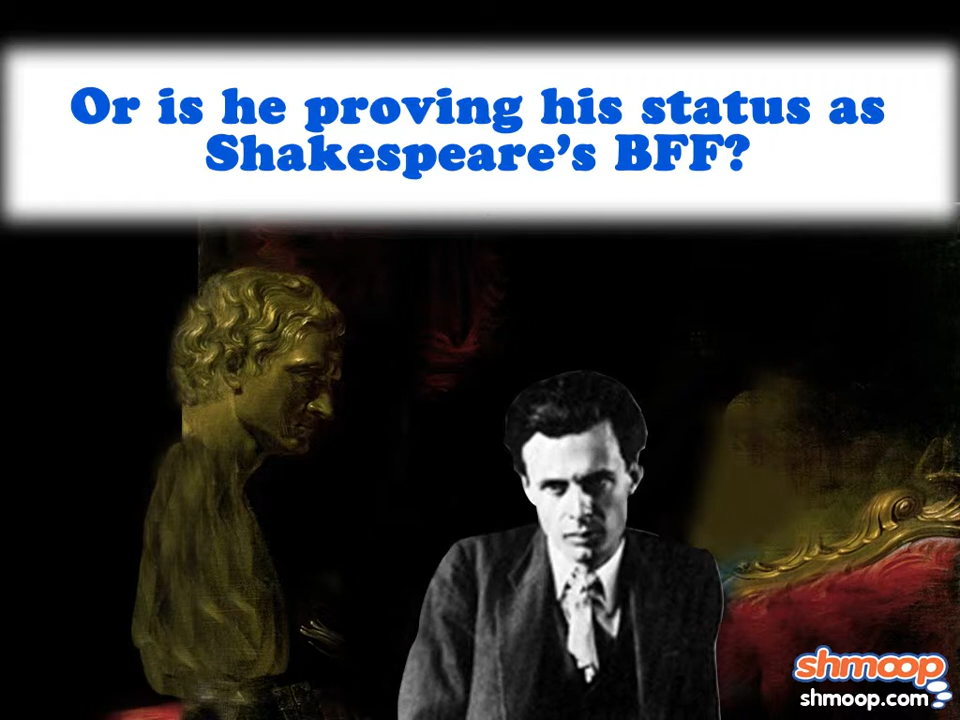 Or is he proving his status as
Shakespeare’s BFF?
shmoop
shmoop.com